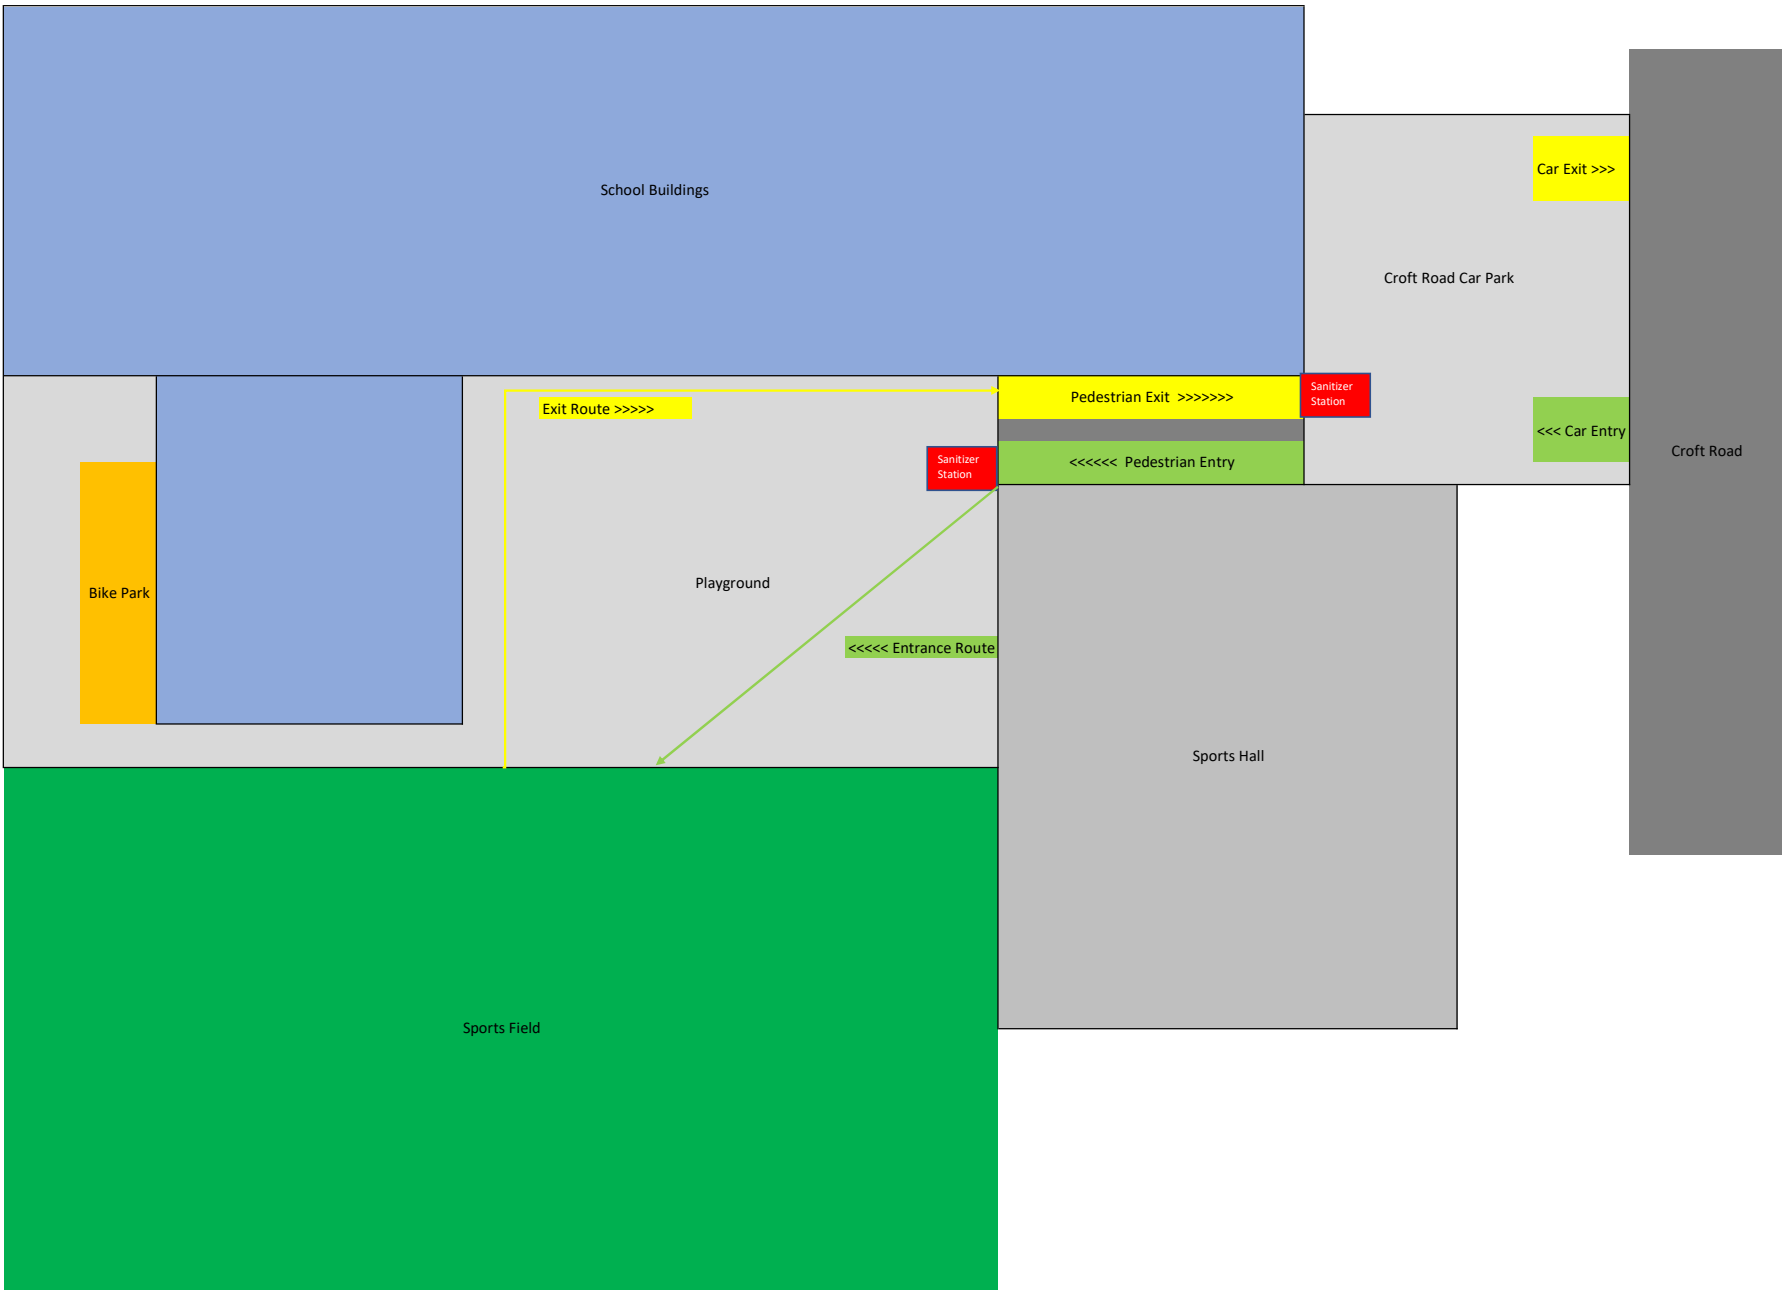 School Buildings
Car Exit >>>
Croft Road Car Park
Sanitizer
Station
Pedestrian Exit  >>>>>>>
Exit Route >>>>>
<<< Car Entry
Croft Road
Sanitizer
Station
<<<<<<  Pedestrian Entry
Playground
Bike Park
<<<<< Entrance Route
Sports Hall
Sports Field